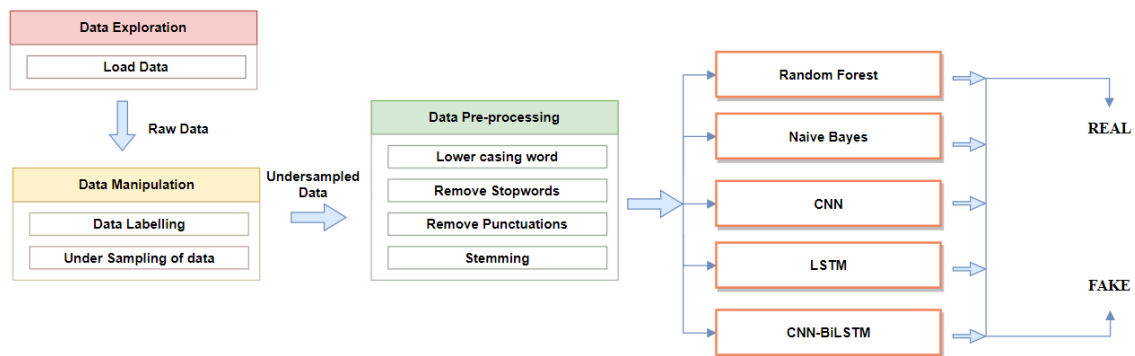 Data Exploration
Load Data
Raw Data
Data Manipulation
Data Labelling
Under Sampling of data
Undersampled
Data
Data Pre-processing
Lower casing word
Remove Stopwords
Remove Punctuations
Stemming
Random Forest
Naive Bayes
CNN
LSTM
CNN-BiLSTM
REAL
FAKE